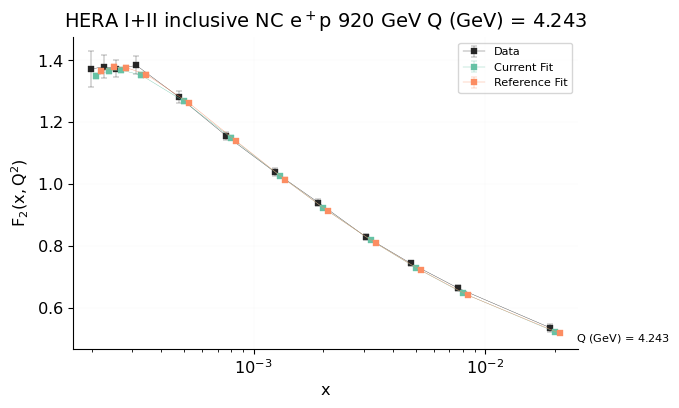 HERA I+II inclusive NC e⁺p 920 GeV Q (GeV) = 4.243
Data
Current Fit
Reference Fit
F₂(x, Q²)
1.4
1.2
1.0
0.8
0.6
10⁻³
10⁻²
Q (GeV) = 4.243
x